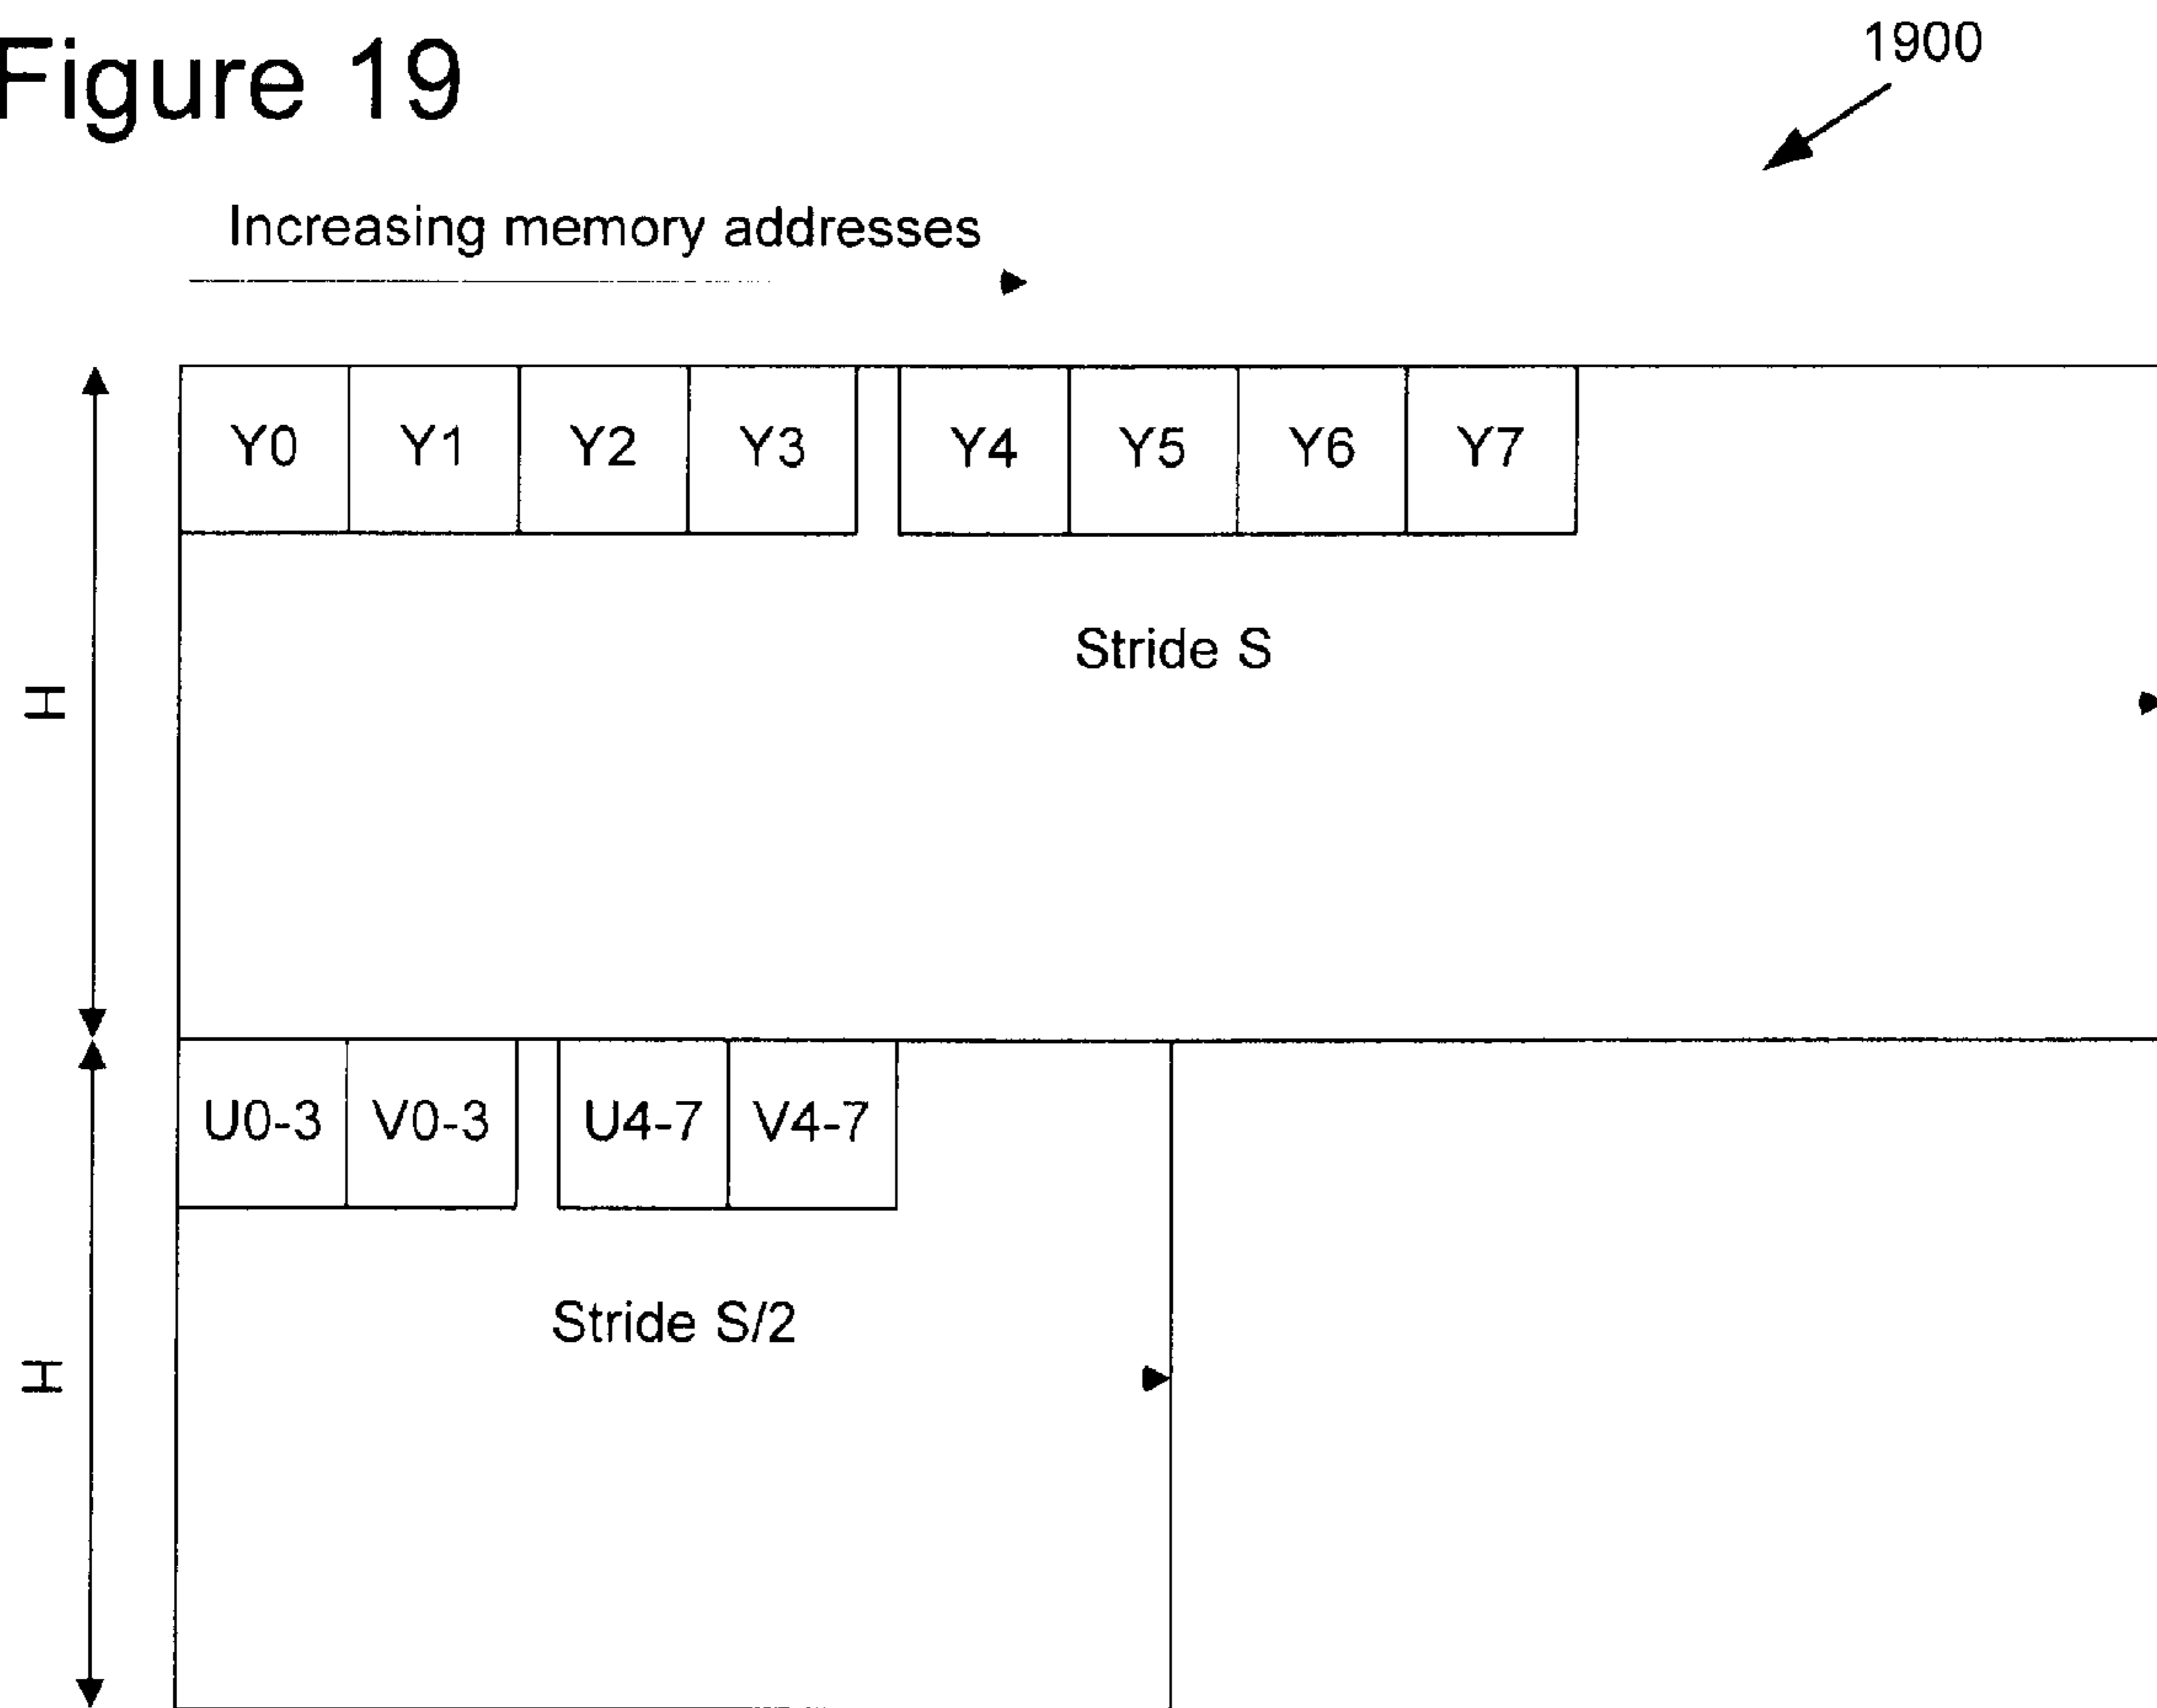 Figure 19
1900
Increasing memory addresses
Y0 Y1 Y2 Y3 Y4 Y5 Y6 Y7
Stride S
H
U0-3 V0-3 U4-7 V4-7
Stride S/2
H